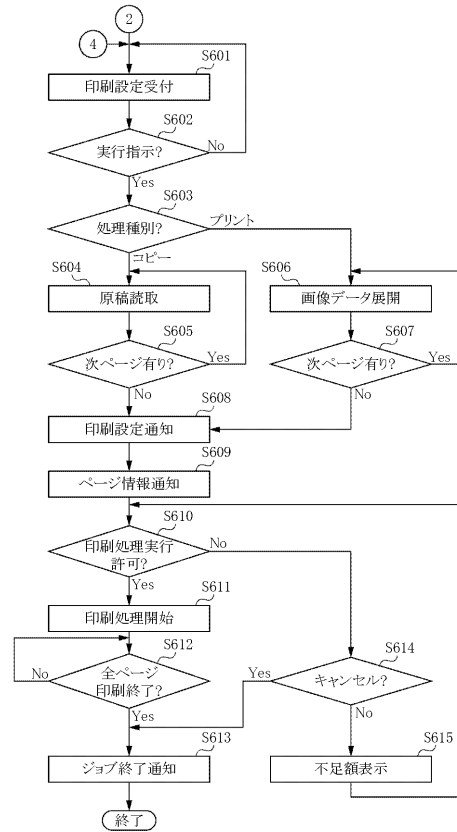 2
4
S601
印刷設定受付
S602
実行指示?
No
Yes
S603
処理種別?
プリント
コピー
S604
原稿読取
S606
画像データ展開
S605
次ページ有り?
Yes
No
S607
次ページ有り?
Yes
No
S608
印刷設定通知
S609
ページ情報通知
S610
印刷処理実行
許可?
No
Yes
S611
印刷処理開始
S612
全ページ
印刷終了?
No
Yes
S614
キャンセル?
Yes
No
S613
ジョブ終了通知
S615
不足額表示
終了